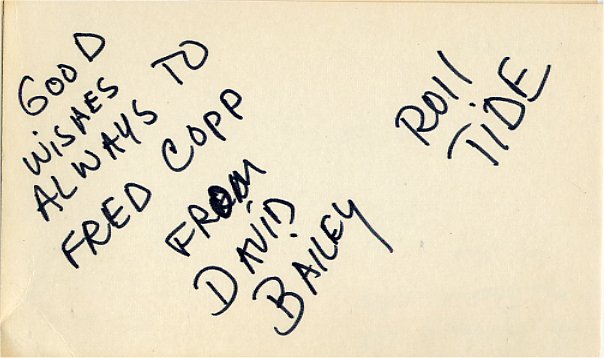 GOOD
WISHES
ALWAYS TO
FRED COPP
FROM
DAVID
BAILEY
ROll
TIDE